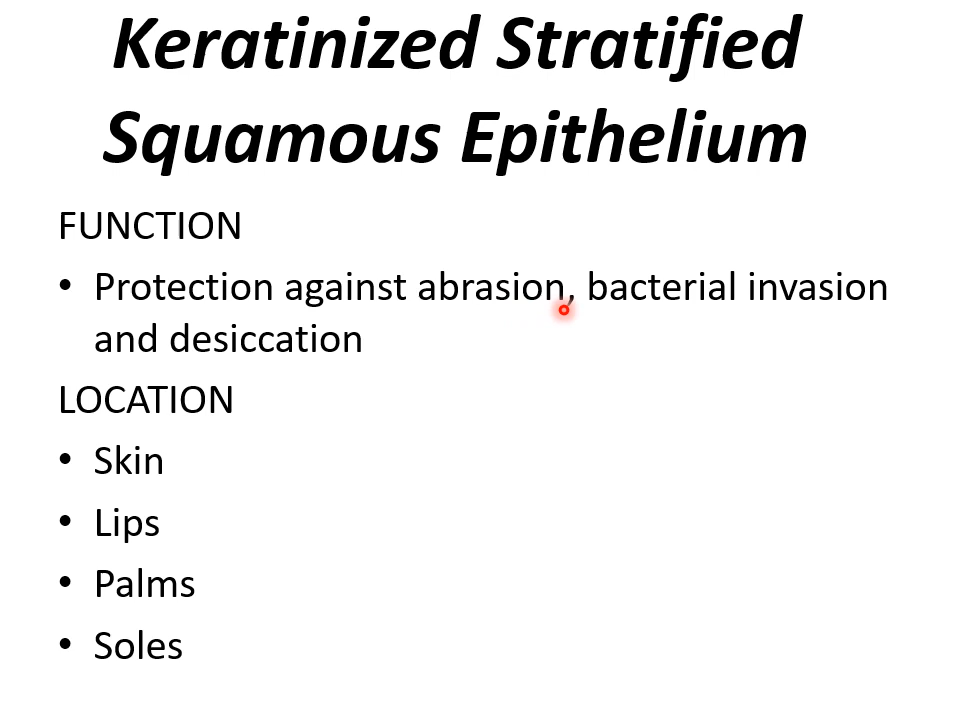 Keratinized Stratified
Squamous Epithelium
FUNCTION
• Protection against abrasion, bacterial invasion
and desiccation
LOCATION
• Skin
• Lips
• Palms
• Soles